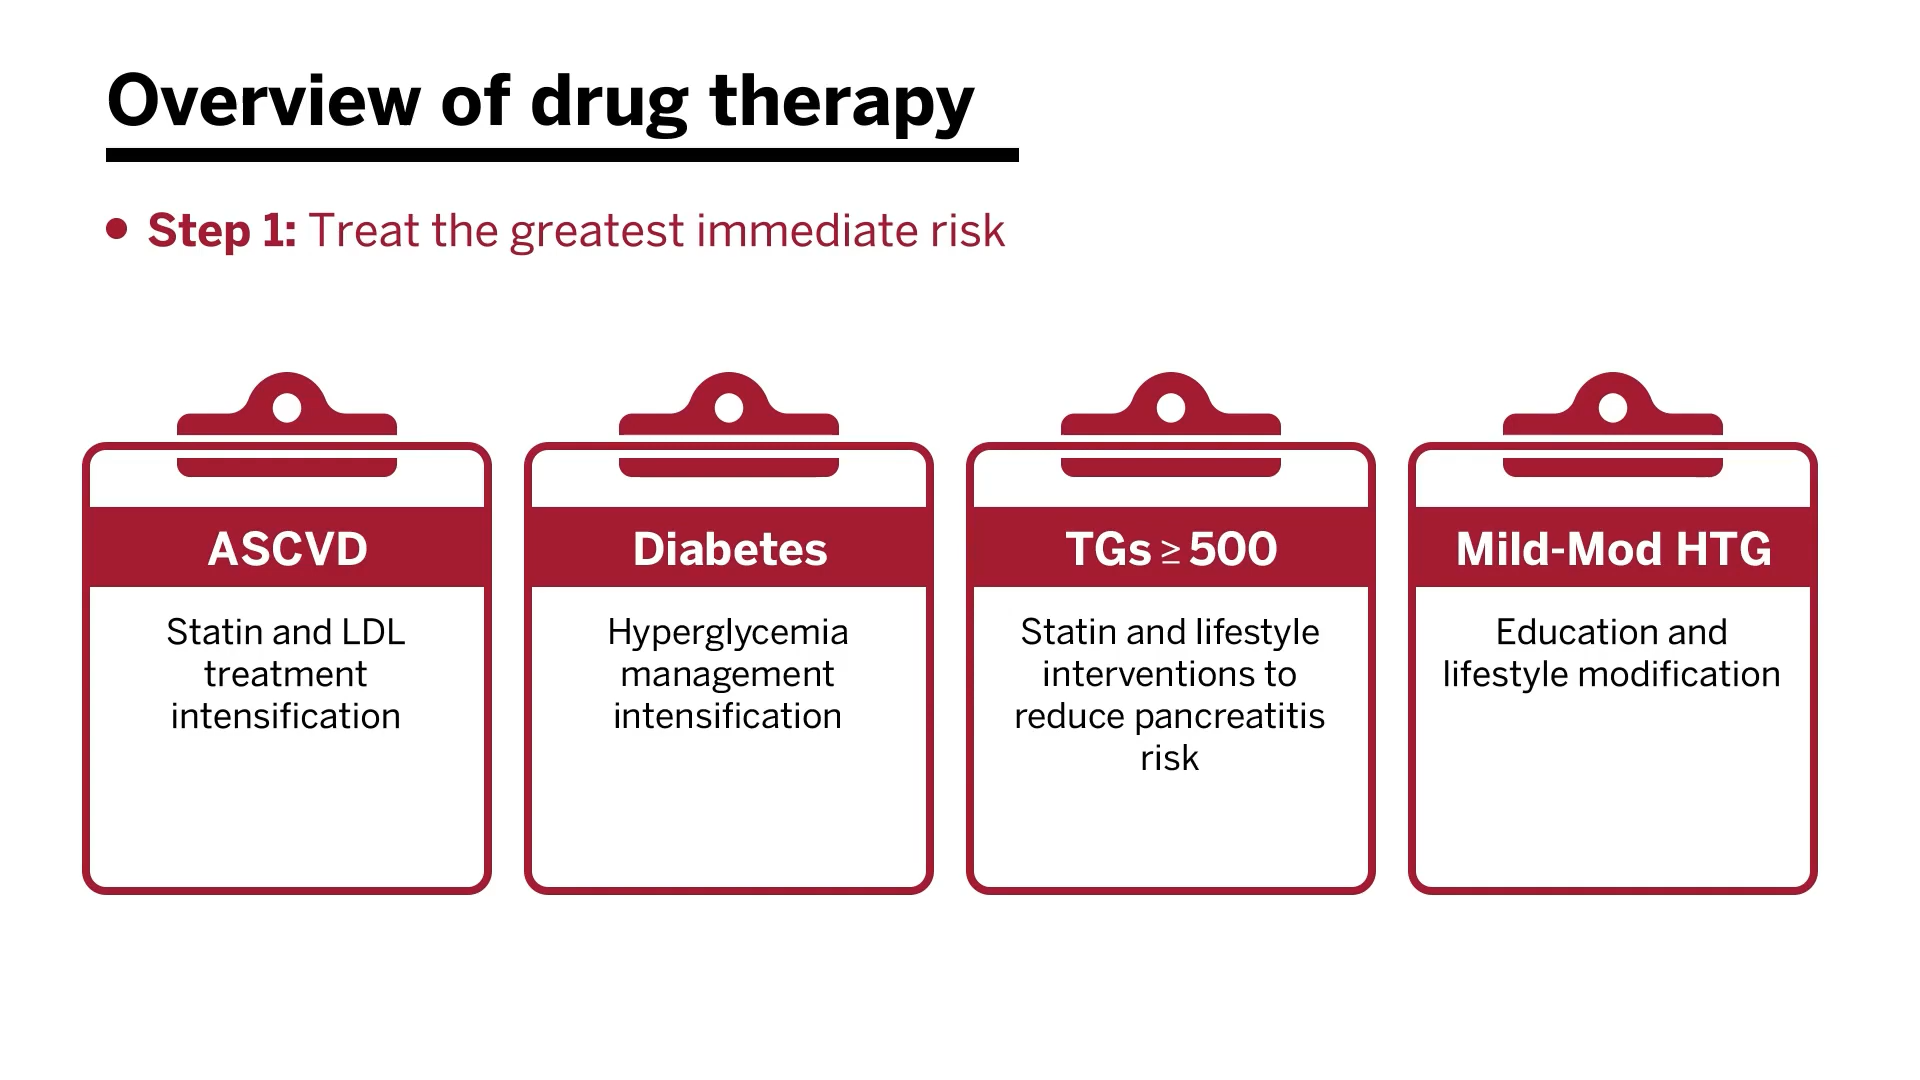 Overview of drug therapy
• Step 1: Treat the greatest immediate risk
ASCVD
Statin and LDL
treatment
intensification
Diabetes
Hyperglycemia
management
intensification
TGs ≥ 500
Statin and lifestyle
interventions to
reduce pancreatitis
risk
Mild-Mod HTG
Education and
lifestyle modification